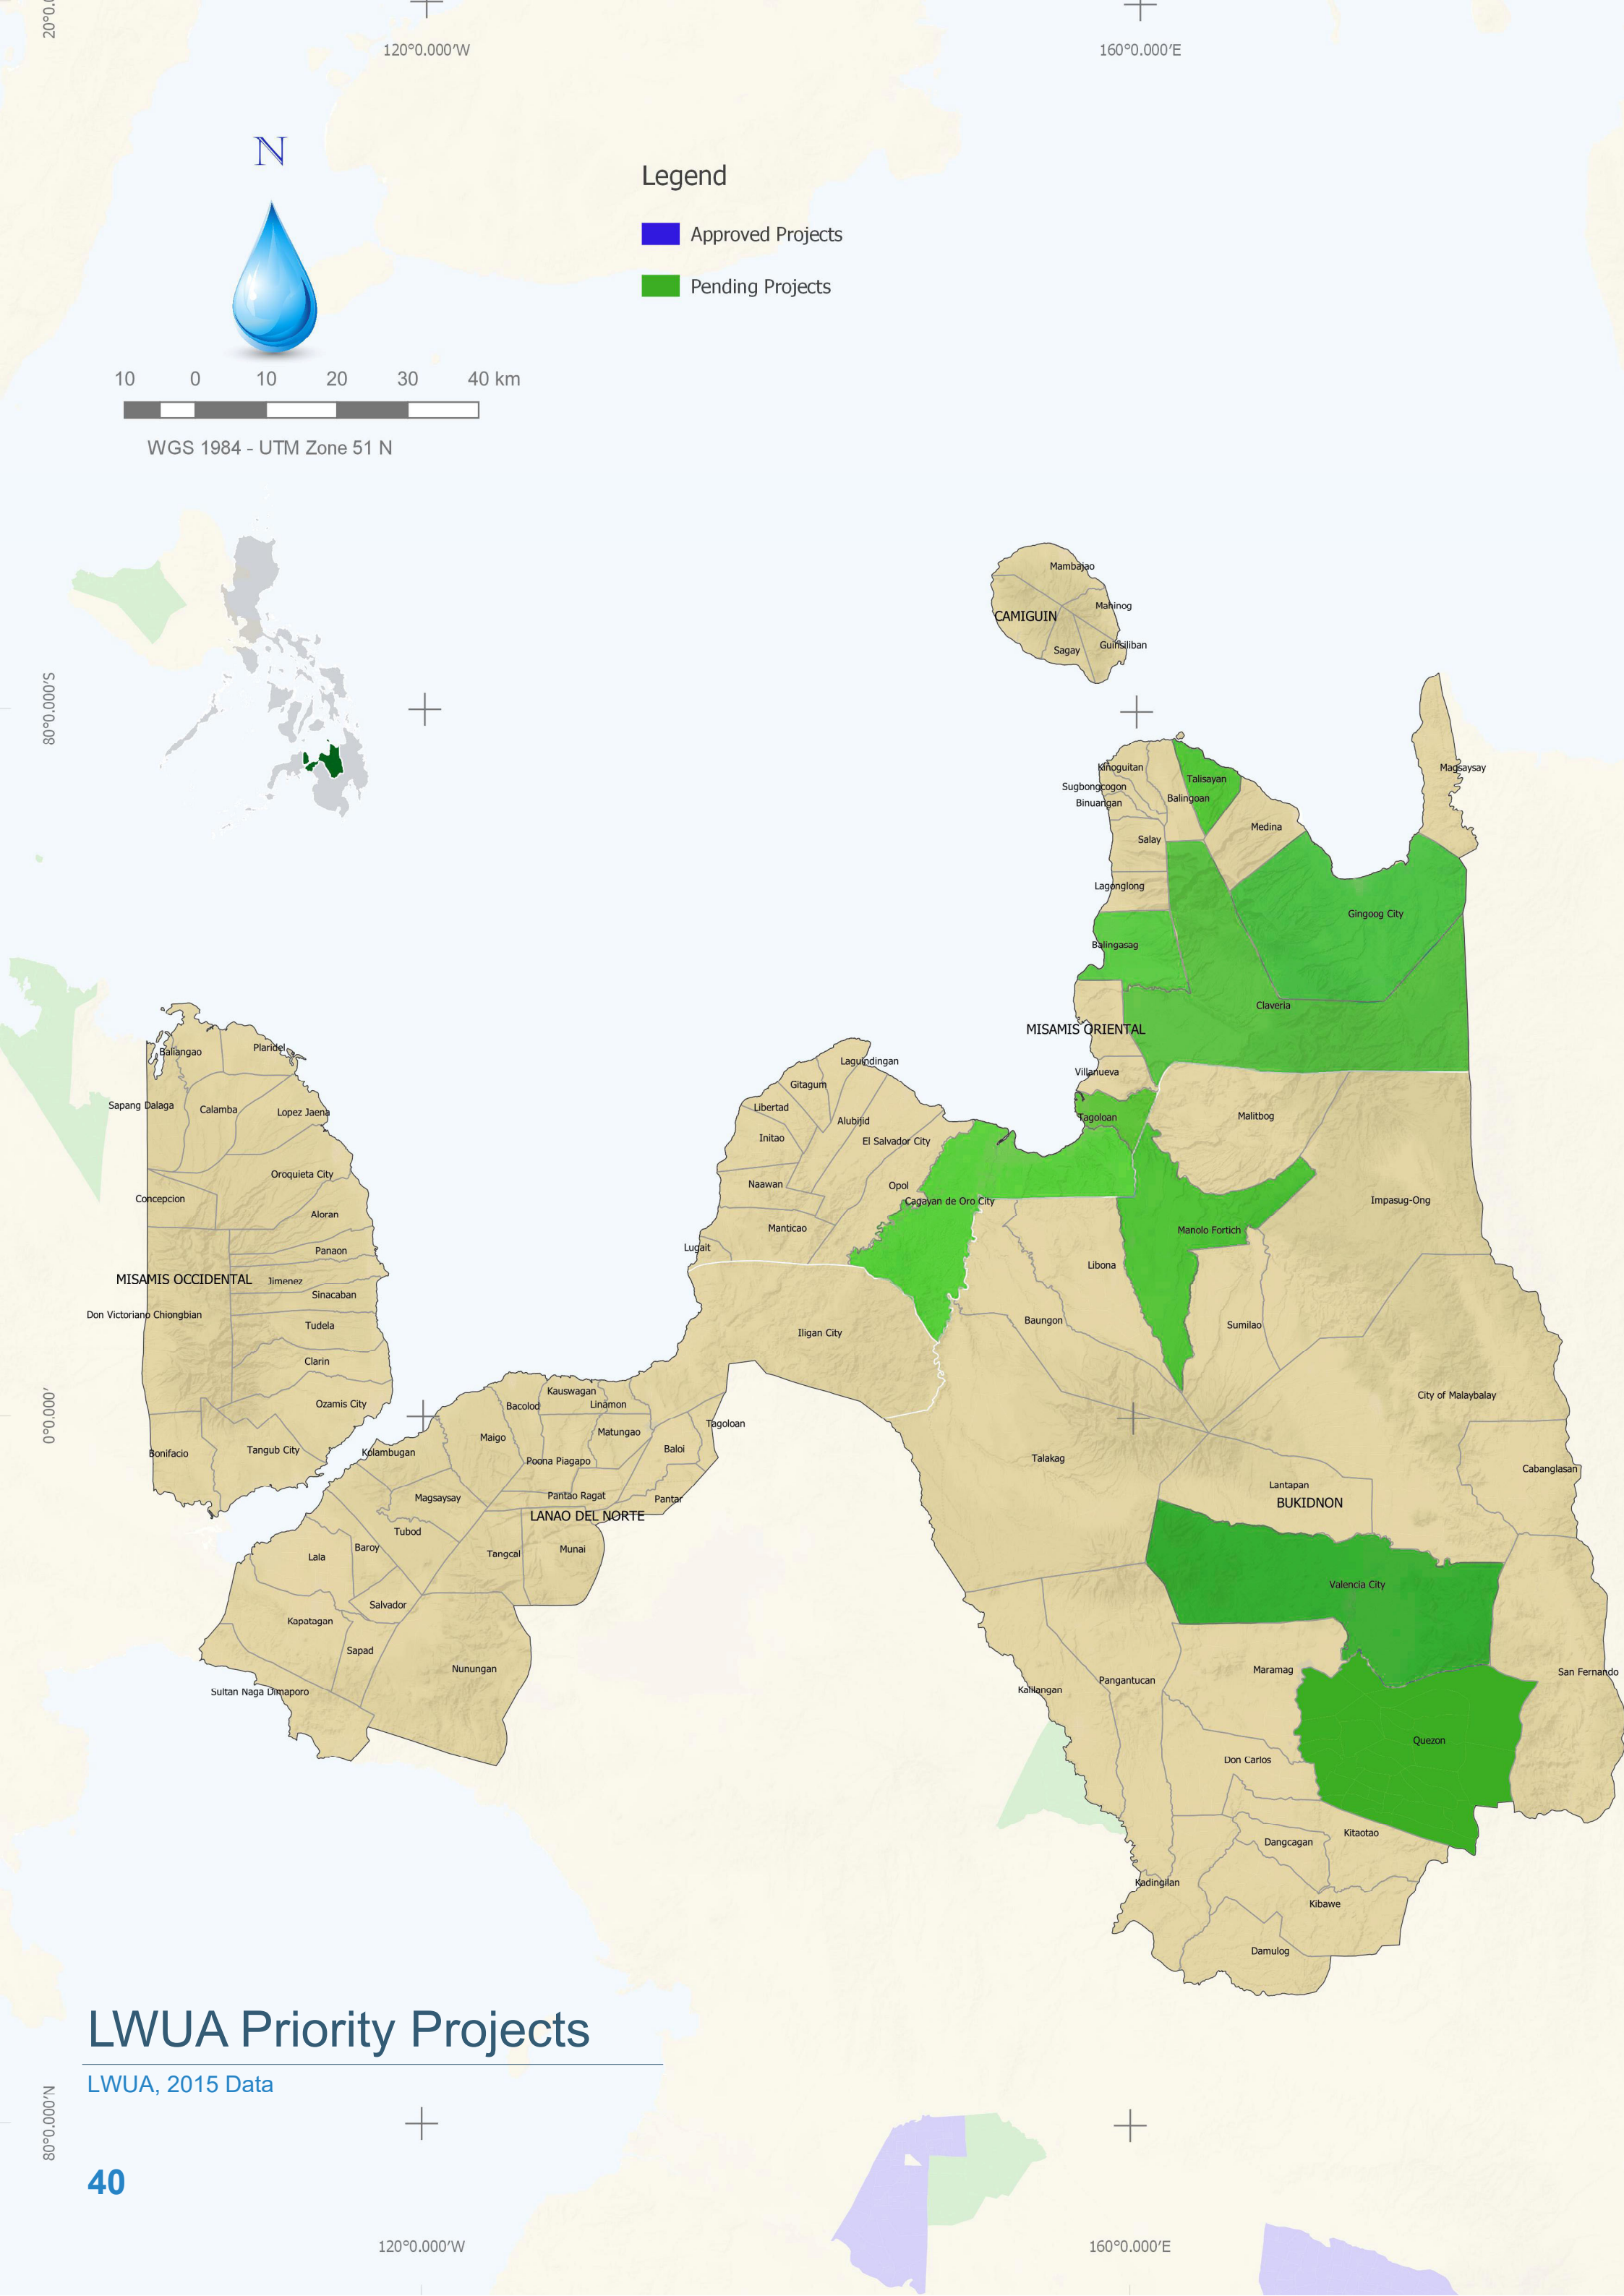 20°0.0
120°0.000'W
160°0.000'E
N
Legend
Approved Projects
Pending Projects
10 0 10 20 30 40 km
WGS 1984 - UTM Zone 51 N
Mambajao
Mahinog
CAMIGUIN
Guinsiliban
Sagay
80°0.000'S
Kinoguitan
Magsaysay
Talisayan
Sugbongcogon
Balingoan
Binuangan
Medina
Salay
Lagonglong
Gingoog City
Balingasag
Claveria
MISAMIS ORIENTAL
Baliangao
Plaridel
Laguindingan
Villanueva
Gitagum
Sapang Dalaga
Calamba
Lopez Jaena
Libertad
Alubijid
Tagoloan
Malitbog
Initao
El Salvador City
Oroquieta City
Naawan
Opol
Concepcion
Cagayan de Oro City
Impasug-Ong
Aloran
Manticao
Manolo Fortich
Panaon
Lugait
Libona
MISAMIS OCCIDENTAL
Jimenez
Sinacaban
Don Victoriano Chiongbian
Baungon
Tudela
Iligan City
Sumilao
Clarin
Kauswagan
City of Malaybalay
Ozamis City
Bacolod
Linamon
0°0.000'
Tagoloan
Maigo
Matungao
Bonifacio
Tangub City
Kolambugan
Baloi
Poona Piagapo
Talakag
Cabanglasan
Magsaysay
Pantao Ragat
Pantar
Lantapan
LANAO DEL NORTE
BUKIDNON
Tubod
Baroy
Lala
Tangcal
Munai
Valencia City
Salvador
Kapatagan
Sapad
Nunungan
Maramag
San Fernando
Pangantucan
Kalilangan
Sultan Naga Dimaporo
Quezon
Don Carlos
Kitaotao
Dangcagan
Kadingilan
Kibawe
Damulog
LWUA Priority Projects
LWUA, 2015 Data
80°0.000'N
40
120°0.000'W
160°0.000'E